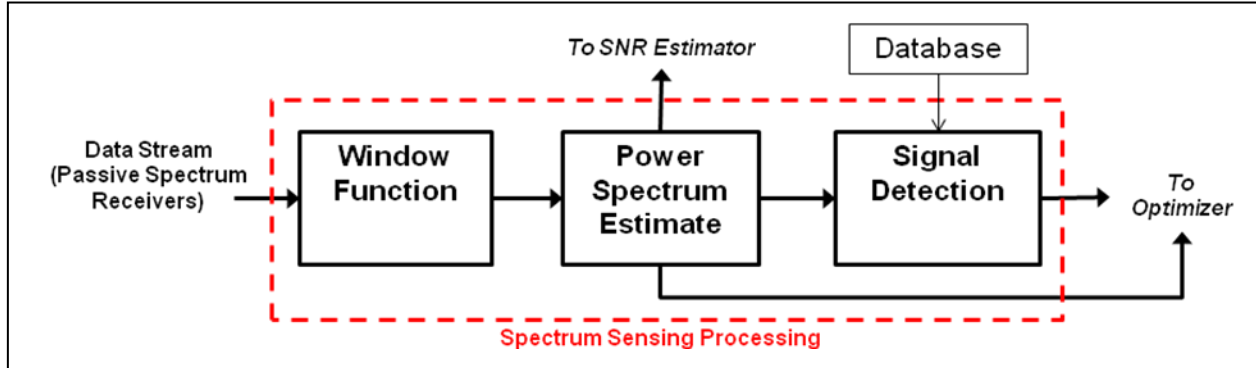 To SNR Estimator
Database
Data Stream
(Passive Spectrum
Receivers)
Window
Function
Power
Spectrum
Estimate
Signal
Detection
To
Optimizer
Spectrum Sensing Processing